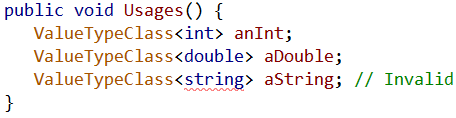 public void Usages() {
    ValueTypeClass<int> anInt;
    ValueTypeClass<double> aDouble;
    ValueTypeClass<string> aString; // Invalid
}